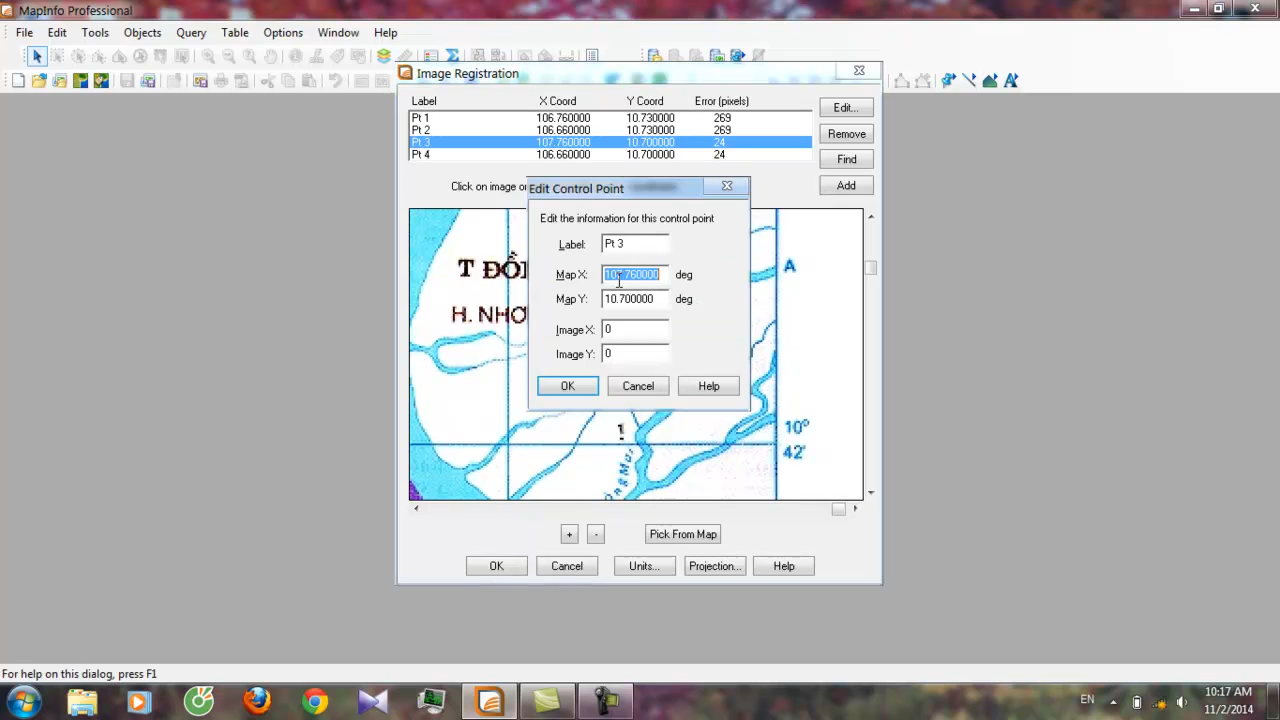 MapInfo Professional
File Edit Tools Objects Query Table Options Window Help
Image Registration
Label X Coord Y Coord Error (pixels)
Pt 1 106.760000 10.730000 269
Pt 2 106.660000 10.730000 269
Pt 3 107.760000 10.700000 24
Pt 4 106.660000 10.700000 24
Edit...
Remove
Find
Add
Click on image
Edit Control Point
Edit the information for this control point
Label: Pt 3
Map X: 107.760000 deg
Map Y: 10.700000 deg
Image X: 0
Image Y: 0
OK Cancel Help
T ĐỒ
H. NHƠ
A
1
10°
42'
+ - Pick From Map
OK Cancel Units... Projection... Help
For help on this dialog, press F1
EN
10:17 AM
11/2/2014